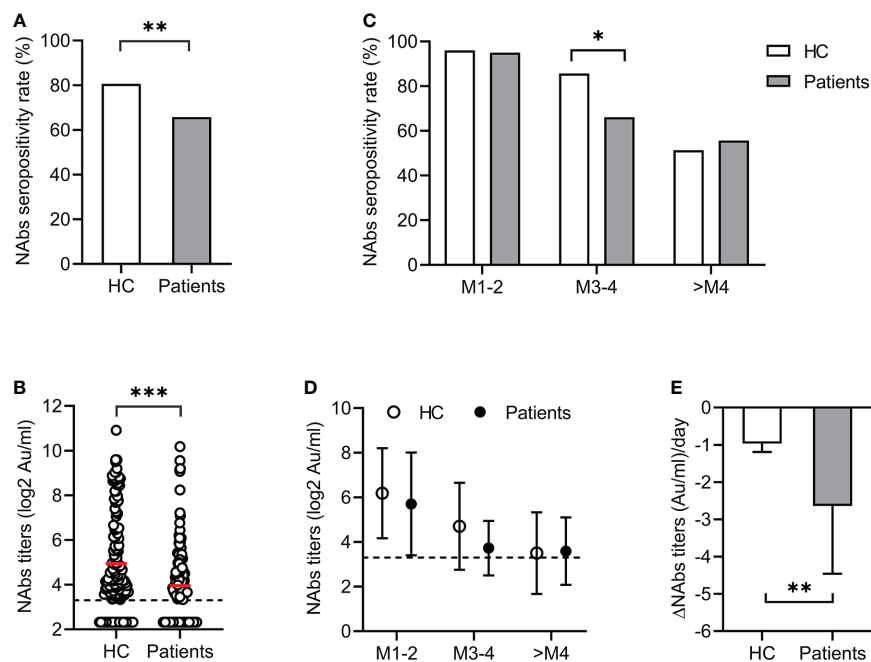 A
**
NAbs seropositivity rate (%)
100
80
60
40
20
0
HC
Patients
C
*
NAbs seropositivity rate (%)
100
80
60
40
20
0
M1-2
M3-4
>M4
HC
Patients
B
***
NAbs titers (log2 Au/ml)
12
10
8
6
4
2
HC
Patients
D
NAbs titers (log2 Au/ml)
10
8
6
4
2
0
HC
Patients
M1-2
M3-4
>M4
E
ΔNAbs titers (Au/ml)/day
0
-1
-2
-3
-4
-5
-6
**
HC
Patients